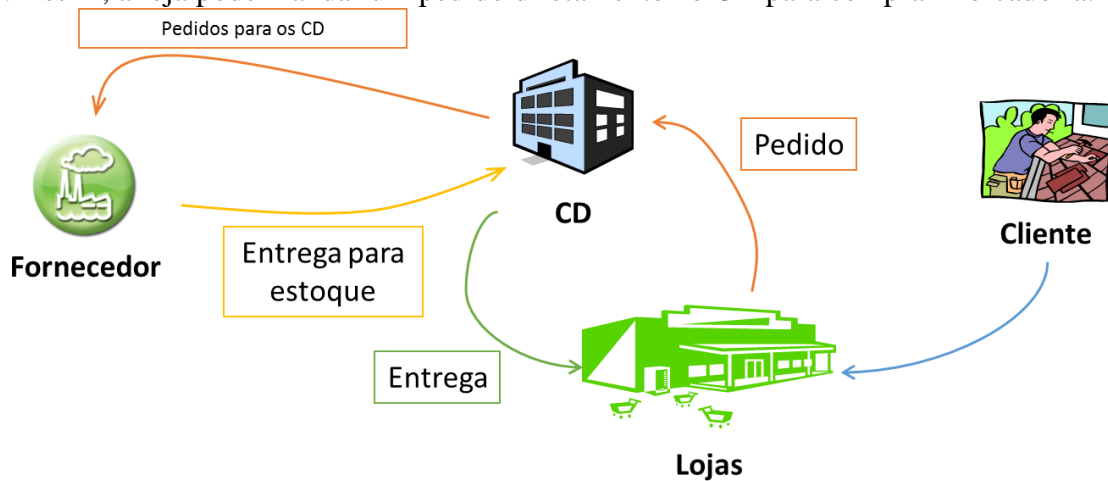 Pedidos para os CD
Pedido
CD
Cliente
Fornecedor
Entrega para
estoque
Entrega
Lojas